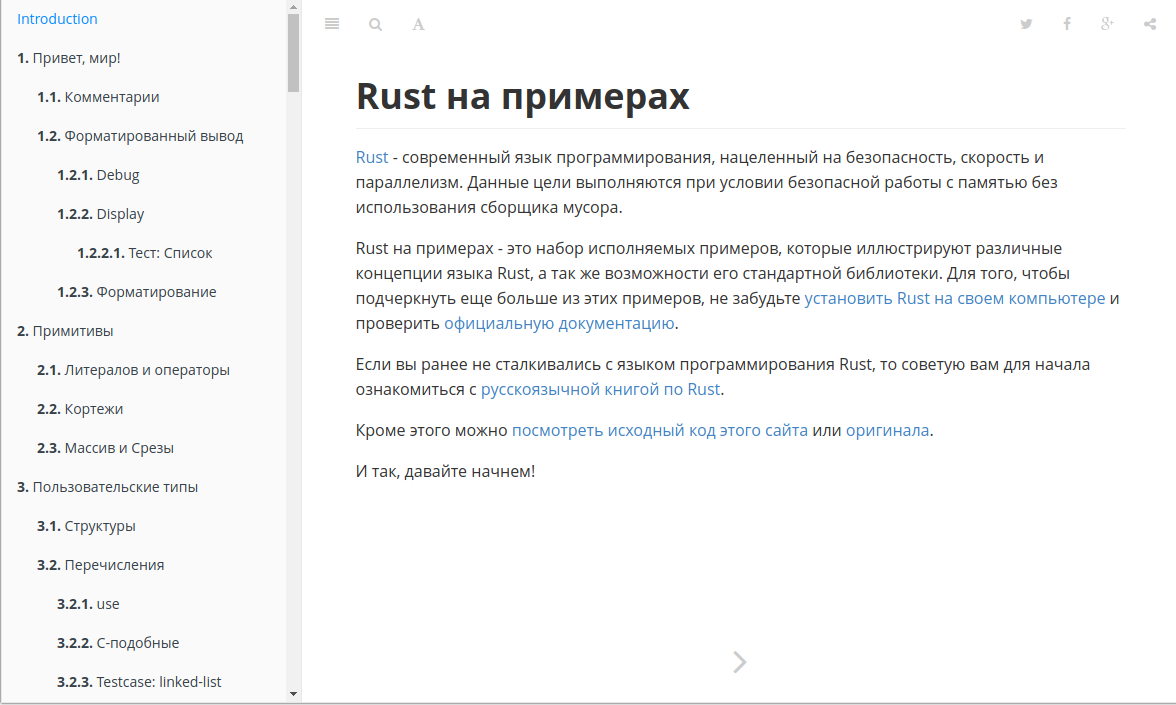 Introduction
1. Привет, мир!
1.1. Комментарии
1.2. Форматированный вывод
1.2.1. Debug
1.2.2. Display
1.2.2.1. Тест: Список
1.2.3. Форматирование
2. Примитивы
2.1. Литералов и операторы
2.2. Кортежи
2.3. Массив и Срезы
3. Пользовательские типы
3.1. Структуры
3.2. Перечисления
3.2.1. use
3.2.2. С-подобные
3.2.3. Testcase: linked-list
Rust на примерах
Rust - современный язык программирования, нацеленный на безопасность, скорость и
параллелизм. Данные цели выполняются при условии безопасной работы с памятью без
использования сборщика мусора.
Rust на примерах - это набор исполняемых примеров, которые иллюстрируют различные
концепции языка Rust, а так же возможности его стандартной библиотеки. Для того, чтобы
подчеркнуть еще больше из этих примеров, не забудьте установить Rust на своем компьютере и
проверить официальную документацию.
Если вы ранее не сталкивались с языком программирования Rust, то советую вам для начала
ознакомиться с русскоязычной книгой по Rust.
Кроме этого можно посмотреть исходный код этого сайта или оригинала.
И так, давайте начнем!